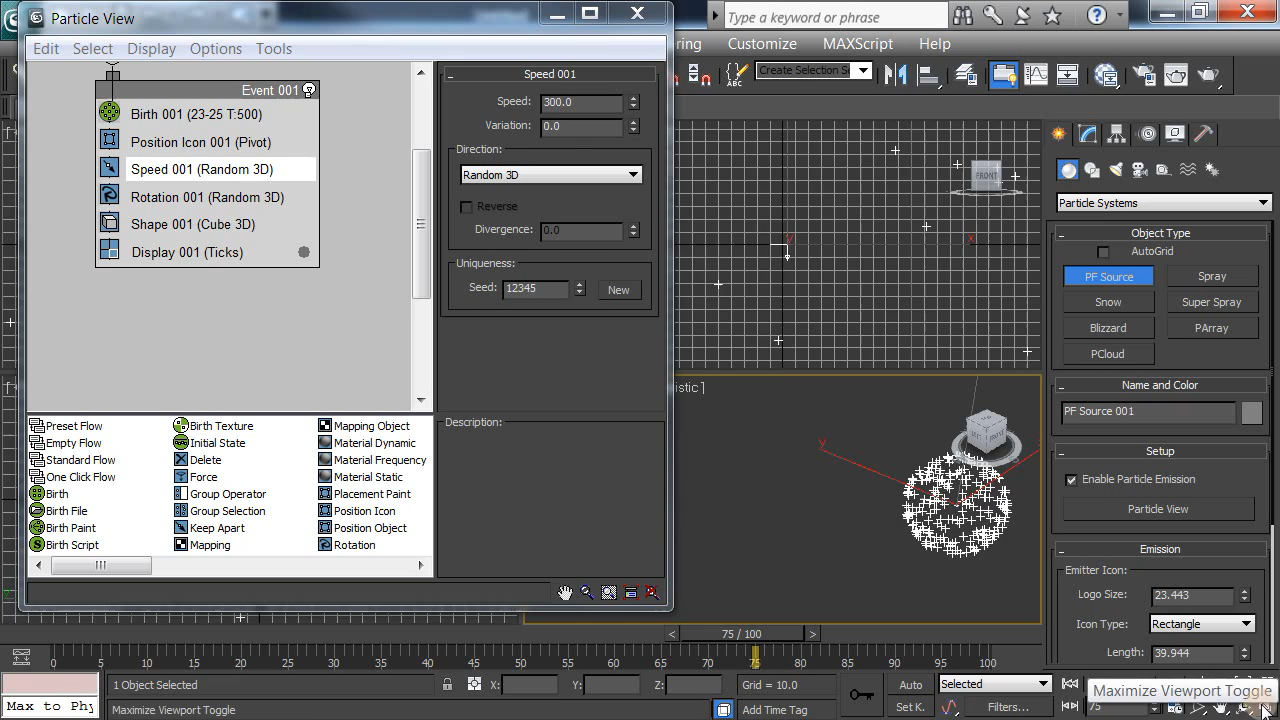 Particle View
Type a keyword or phrase
Edit Select Display Options Tools
Customize MAXScript Help
Create Selection S
Event 001
Birth 001 (23-25 T:500)
Position Icon 001 (Pivot)
Speed 001 (Random 3D)
Rotation 001 (Random 3D)
Shape 001 (Cube 3D)
Display 001 (Ticks)
Speed 001
Speed: 300.0
Variation: 0.0
Direction:
Random 3D
Reverse
Divergence: 0.0
Uniqueness:
Seed: 12345 New
FRONT
y x
Particle Systems
Object Type
AutoGrid
PF Source Spray
Snow Super Spray
Blizzard PArray
PCloud
Name and Color
PF Source 001
Setup
Enable Particle Emission
Particle View
Emission
Emitter Icon:
Logo Size: 23.443
Icon Type: Rectangle
Length: 39.944
istic ]
y
Preset Flow Birth Texture Mapping Object
Empty Flow Initial State Material Dynamic
Standard Flow Delete Material Frequency
One Click Flow Force Material Static
Birth Group Operator Placement Paint
Birth File Group Selection Position Icon
Birth Paint Keep Apart Position Object
Birth Script Mapping Rotation
Description:
< 75 / 100 >
0 5 10 15 20 25 30 35 40 45 50 55 60 65 70 75 80 85 90 95 100
1 Object Selected X: Y: Z: Grid = 10.0 Auto Selected
Maximize Viewport Toggle
Max to Phy Maximize Viewport Toggle Add Time Tag Set K. Filters... 75